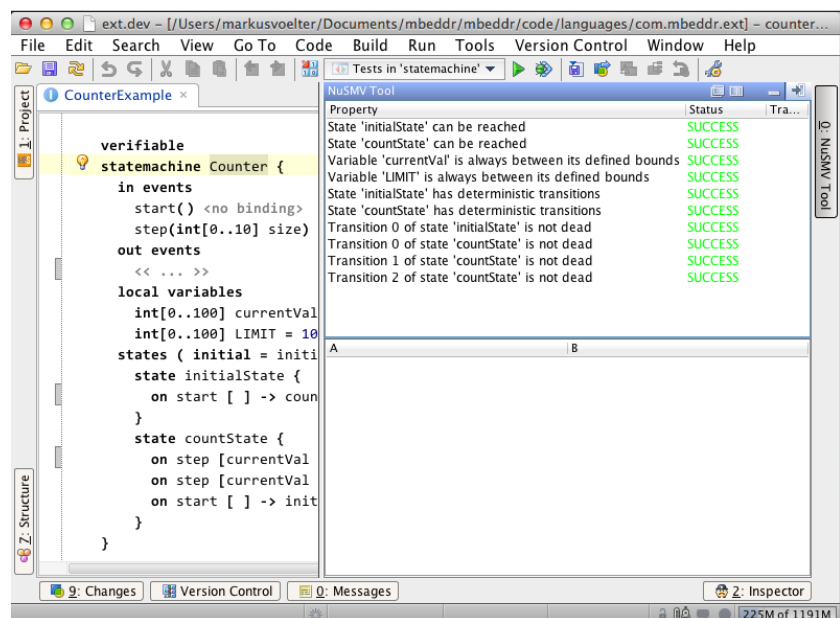 ext.dev – [/Users/markusvoelter/Documents/mbeddr/mbeddr/code/languages/com.mbeddr.ext] – counter...
File Edit Search View Go To Code Build Run Tools Version Control Window Help
Tests in 'statemachine'
1: Project
Z: Structure
CounterExample ×
verifiable
statemachine Counter {
in events
start() <no binding>
step(int[0..10] size)
out events
<< ... >>
local variables
int[0..100] currentVal
int[0..100] LIMIT = 10
states ( initial = initi
state initialState {
on start [ ] -> coun
}
state countState {
on step [currentVal
on step [currentVal
on start [ ] -> init
}
}
NuSMV Tool
Property Status Tra...
State 'initialState' can be reached SUCCESS
State 'countState' can be reached SUCCESS
Variable 'currentVal' is always between its defined bounds SUCCESS
Variable 'LIMIT' is always between its defined bounds SUCCESS
State 'initialState' has deterministic transitions SUCCESS
State 'countState' has deterministic transitions SUCCESS
Transition 0 of state 'initialState' is not dead SUCCESS
Transition 0 of state 'countState' is not dead SUCCESS
Transition 1 of state 'countState' is not dead SUCCESS
Transition 2 of state 'countState' is not dead SUCCESS
A B
0: NuSMV Tool
9: Changes Version Control 0: Messages 2: Inspector
225M of 1191M